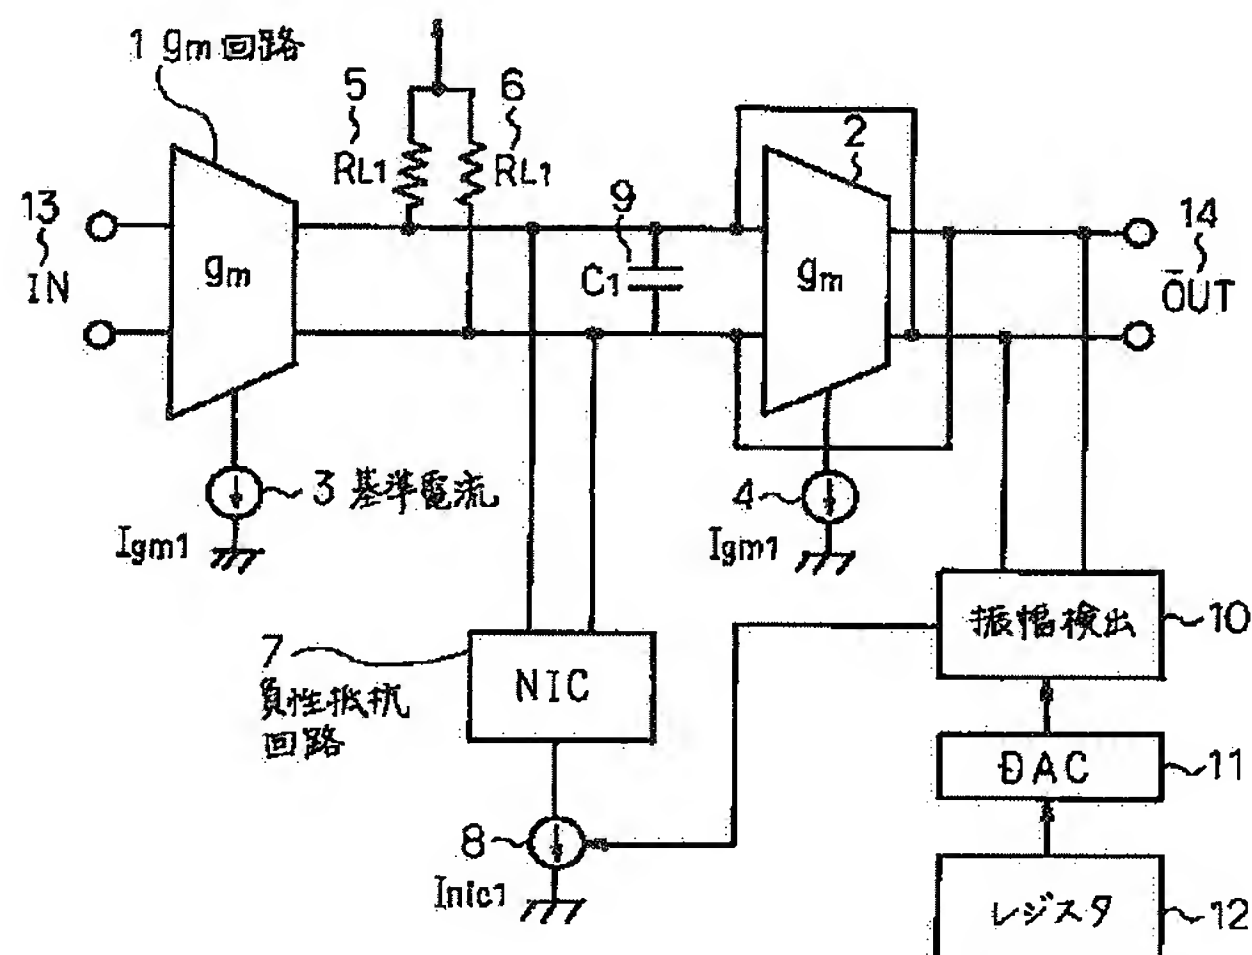 1 gm回路
5
RL1
6
RL1
13
IN
gm
9
C1
2
gm
14
OUT
3 基準電流
Igm1
4
Igm1
7
負性抵抗
回路
NIC
振幅検出
10
DAC
11
8
Inic1
レジスタ
12